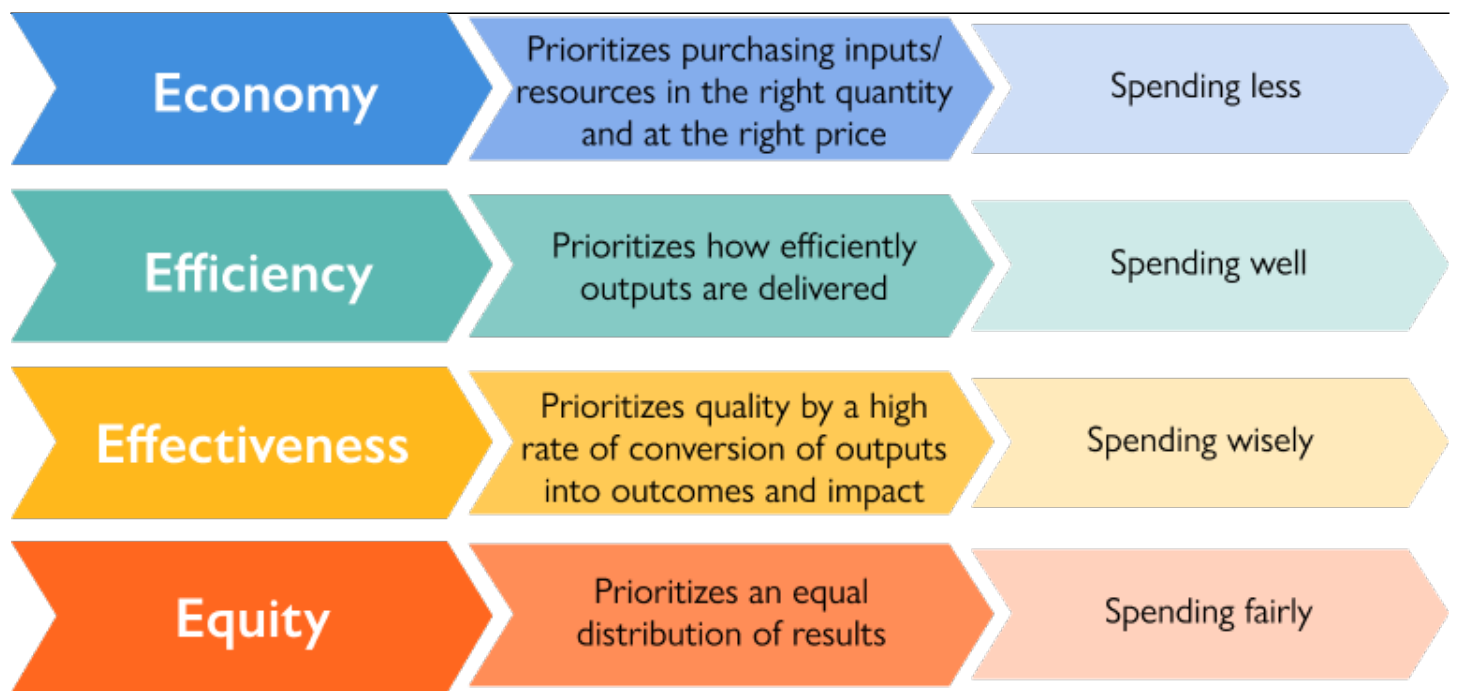 Economy
Prioritizes purchasing inputs/
resources in the right quantity
and at the right price
Spending less
Efficiency
Prioritizes how efficiently
outputs are delivered
Spending well
Effectiveness
Prioritizes quality by a high
rate of conversion of outputs
into outcomes and impact
Spending wisely
Equity
Prioritizes an equal
distribution of results
Spending fairly